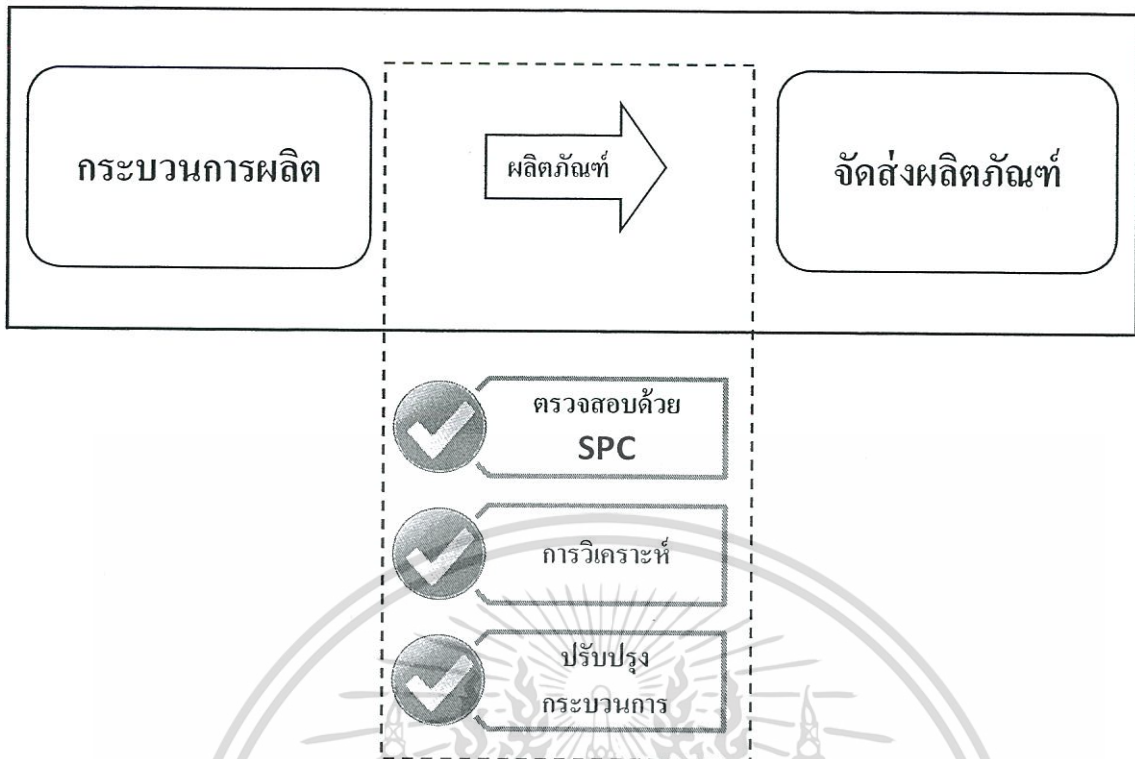 กระบวนการผลิต
ผลิตภัณฑ์
จัดส่งผลิตภัณฑ์
ตรวจสอบด้วย
SPC
การวิเคราะห์
ปรับปรุง
กระบวนการ